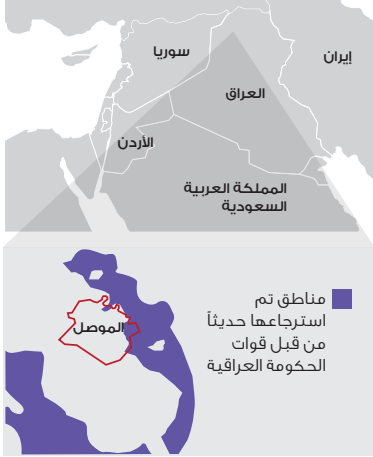 سوريا
إيران
العراق
الأردن
المملكة العربية
السعودية
الموصل
مناطق تم
استرجاعها حديثاً
من قبل قوات
الحكومة العراقية